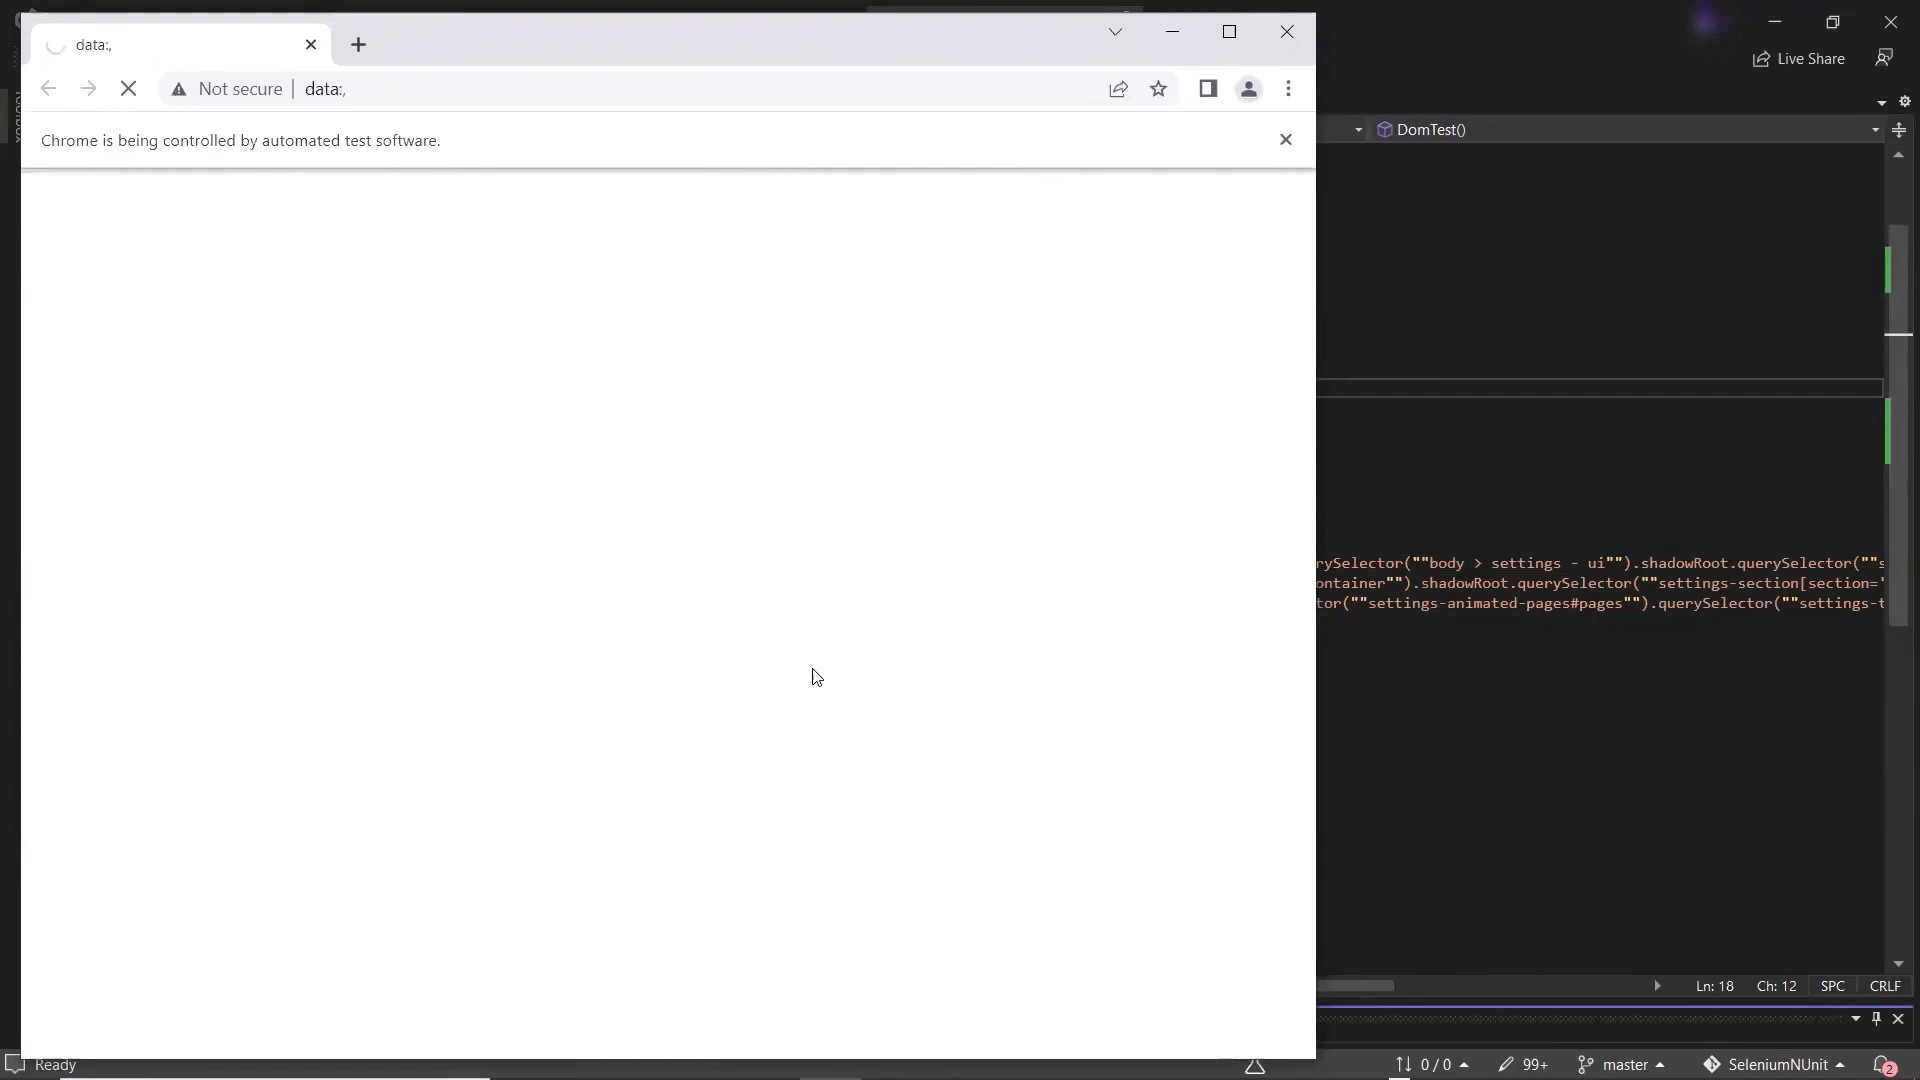 data:,
Live Share
Not secure
data:,
DomTest()
Chrome is being controlled by automated test software.
rySelector(""body > settings - ui"").shadowRoot.querySelector(""s
ontainer"").shadowRoot.querySelector(""settings-section[section='
tor(""settings-animated-pages#pages"").querySelector(""settings-t
Ln: 18 Ch: 12 SPC CRLF
Ready
0 / 0 99+ master SeleniumNUnit 2